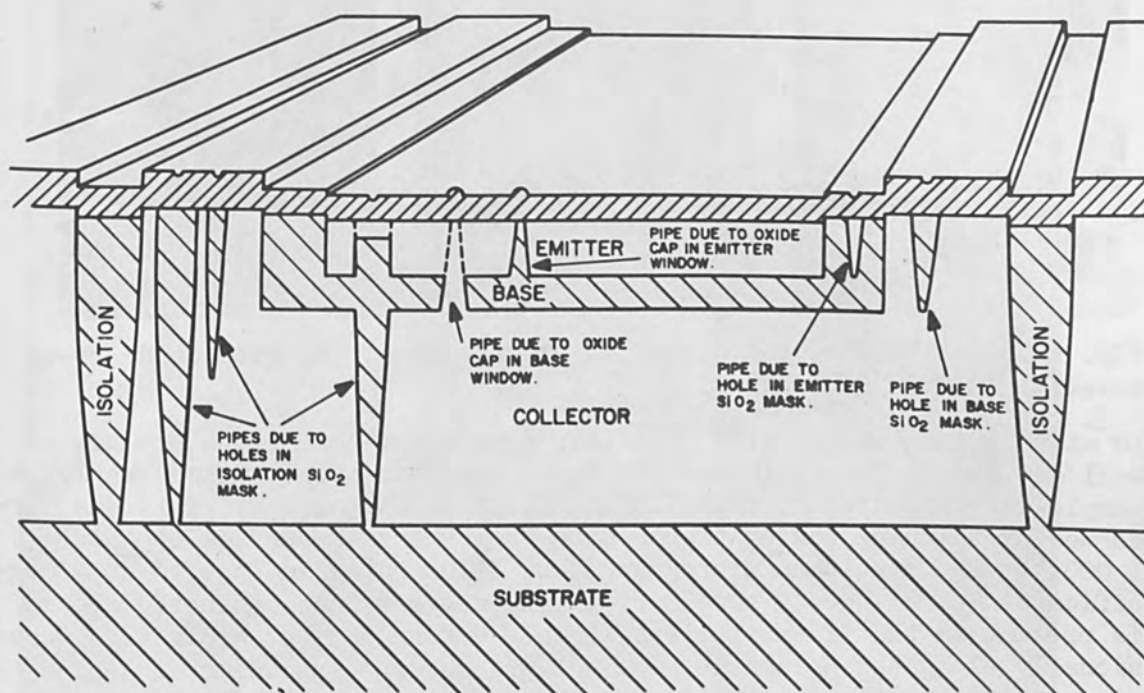 EMITTER
PIPE DUE TO OXIDE
CAP IN EMITTER
WINDOW.
BASE
ISOLATION
PIPE DUE TO OXIDE
CAP IN BASE
WINDOW.
PIPE DUE TO
HOLE IN EMITTER
SiO2 MASK.
PIPE DUE TO
HOLE IN BASE
SiO2 MASK.
ISOLATION
COLLECTOR
PIPES DUE TO
HOLES IN
ISOLATION SiO2
MASK.
SUBSTRATE